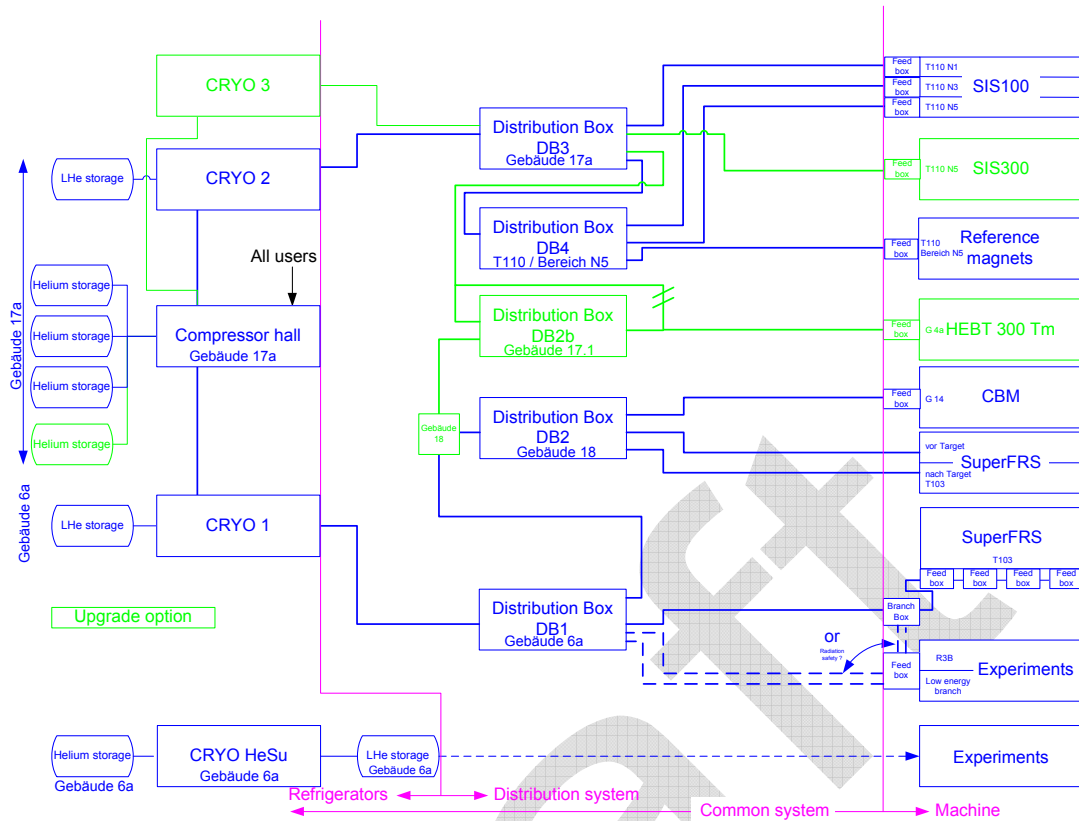 CRYO 3
LHe storage
CRYO 2
All users
Gebäude 17a
Helium storage
Helium storage
Helium storage
Helium storage
Compressor hall
Gebäude 17a
Gebäude 6a
LHe storage
CRYO 1
Upgrade option
Helium storage
Gebäude 6a
CRYO HeSu
Gebäude 6a
LHe storage
Gebäude 6a
Distribution Box
DB3
Gebäude 17a
Distribution Box
DB4
T110 / Bereich N5
Distribution Box
DB2b
Gebäude 17.1
Gebäude
18
Distribution Box
DB2
Gebäude 18
Distribution Box
DB1
Gebäude 6a
or
Radiation
safety ?
Feed
box
T110 N1
Feed
box
T110 N3
Feed
box
T110 N5
SIS100
Feed
box
T110 N5
SIS300
Feed
box
T110
Bereich N5
Reference
magnets
Feed
box
G 4a
HEBT 300 Tm
Feed
box
G 14
CBM
vor Target
SuperFRS
nach Target
T103
SuperFRS
T103
Feed
box
Feed
box
Feed
box
Feed
box
Branch
Box
Feed
box
R3B
Low energy
branch
Experiments
Experiments
Refrigerators
Distribution system
Common system
Machine
aft